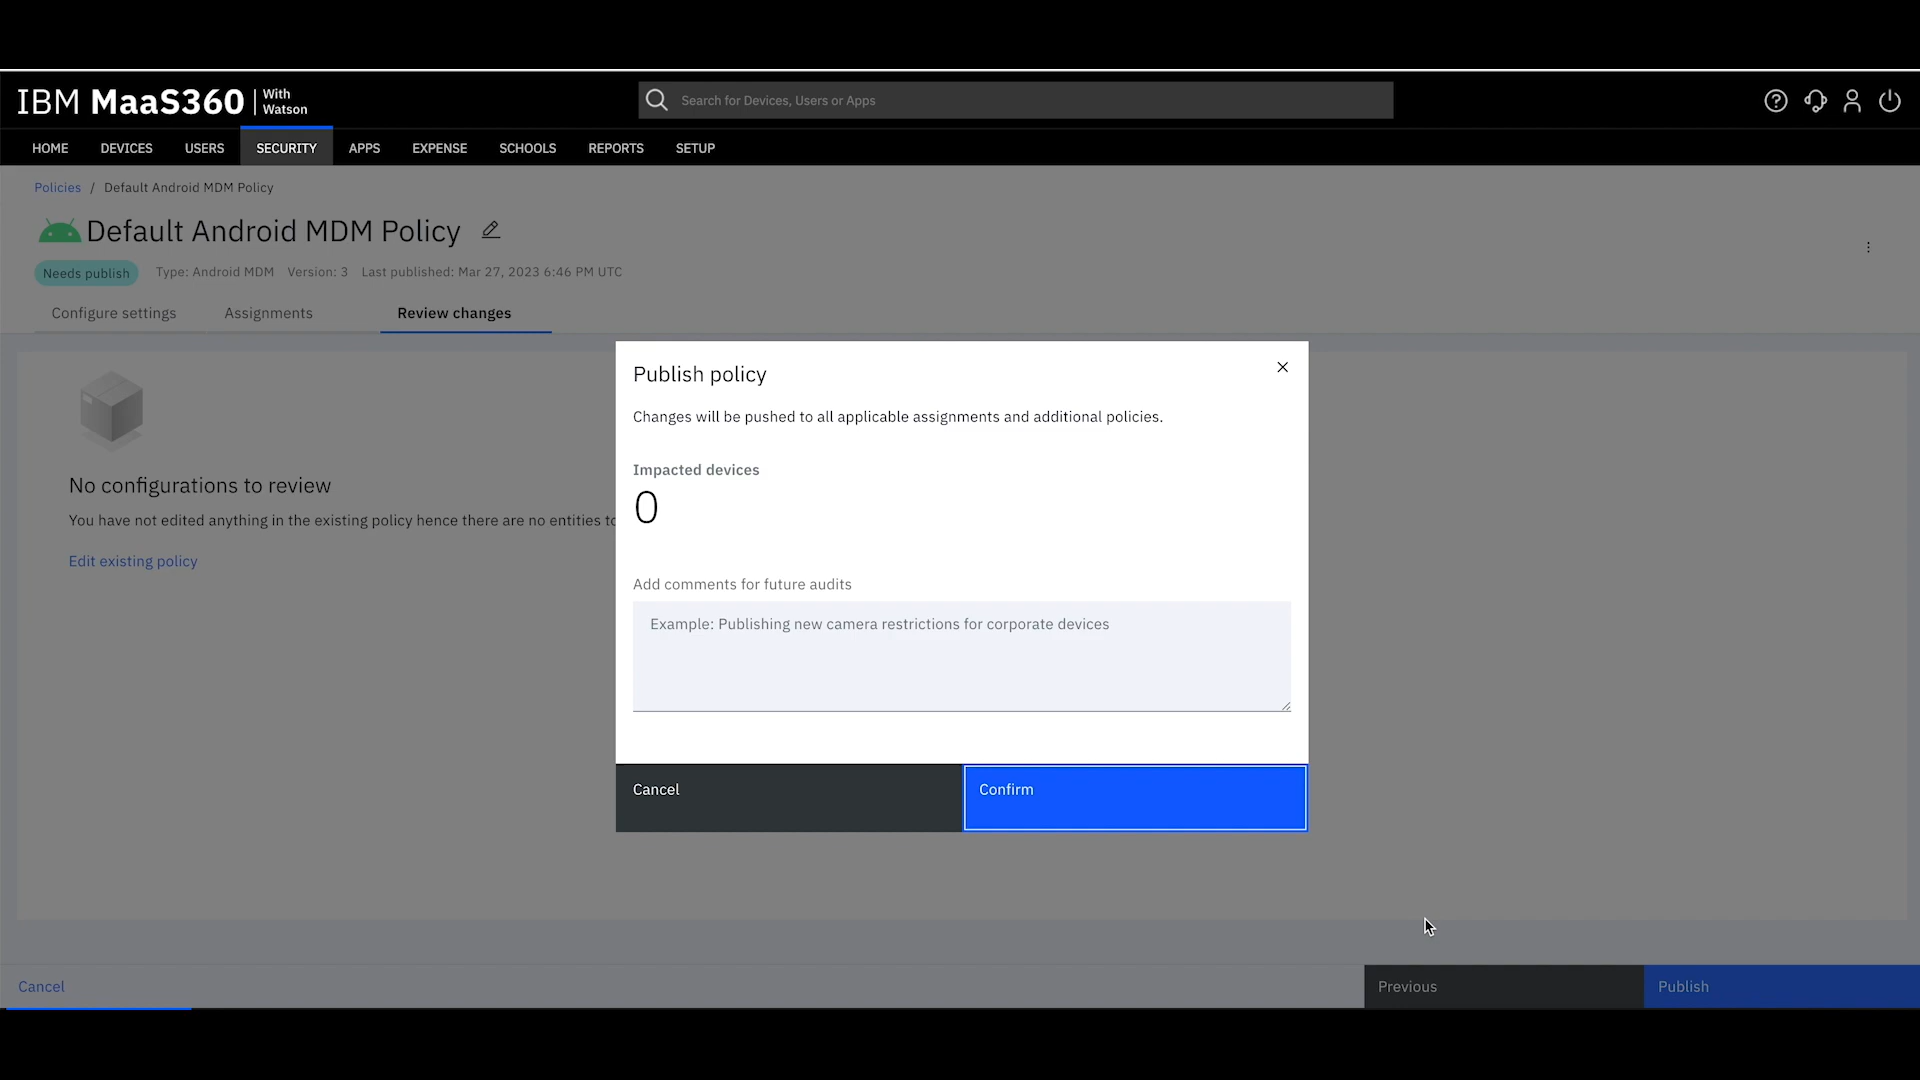 IBM MaaS360 | With Watson
Search for Devices, Users or Apps
HOME DEVICES USERS SECURITY APPS EXPENSE SCHOOLS REPORTS SETUP
Policies / Default Android MDM Policy
Default Android MDM Policy
Needs publish Type: Android MDM Version: 3 Last published: Mar 27, 2023 6:46 PM UTC
Configure settings Assignments Review changes
No configurations to review
You have not edited anything in the existing policy hence there are no entities
Edit existing policy
Publish policy
Changes will be pushed to all applicable assignments and additional policies.
Impacted devices
0
Add comments for future audits
Example: Publishing new camera restrictions for corporate devices
Cancel Confirm
Cancel Previous Publish